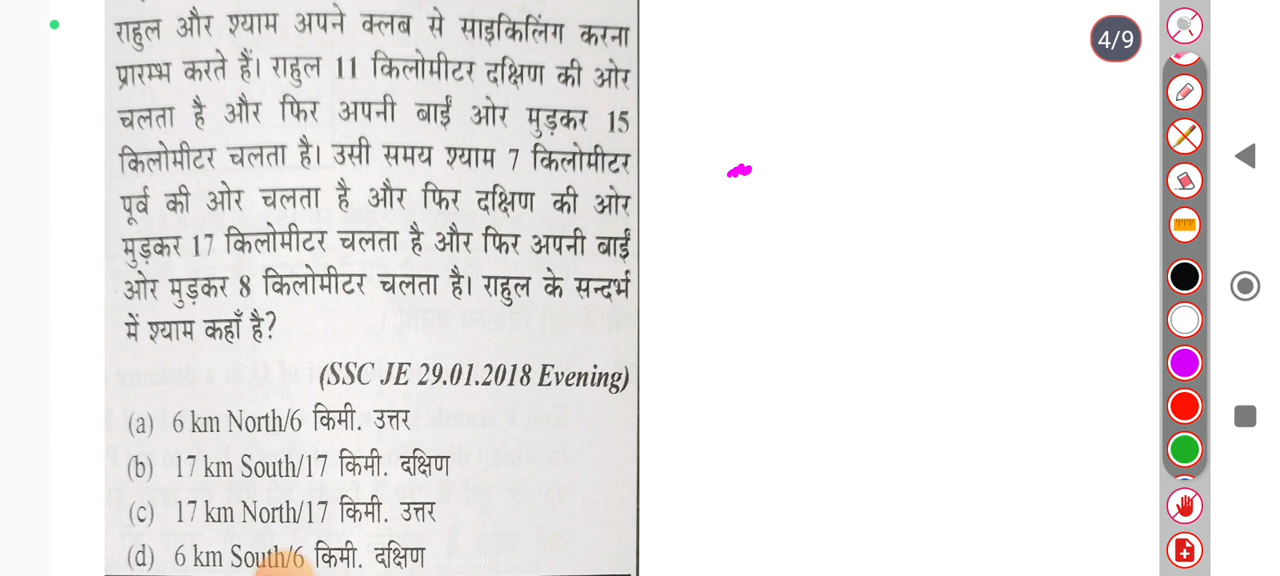 राहुल और श्याम अपने क्लब से साइकिलिंग करना
प्रारम्भ करते हैं। राहुल 11 किलोमीटर दक्षिण की ओर
चलता है और फिर अपनी बाईं ओर मुड़कर 15
किलोमीटर चलता है। उसी समय श्याम 7 किलोमीटर
पूर्व की ओर चलता है और फिर दक्षिण की ओर
मुड़कर 17 किलोमीटर चलता है और फिर अपनी बाईं
ओर मुड़कर 8 किलोमीटर चलता है। राहुल के सन्दर्भ
में श्याम कहाँ है?
(SSC JE 29.01.2018 Evening)
(a) 6 km North/6 किमी. उत्तर
(b) 17 km South/17 किमी. दक्षिण
(c) 17 km North/17 किमी. उत्तर
(d) 6 km South/6 किमी. दक्षिण
4/9